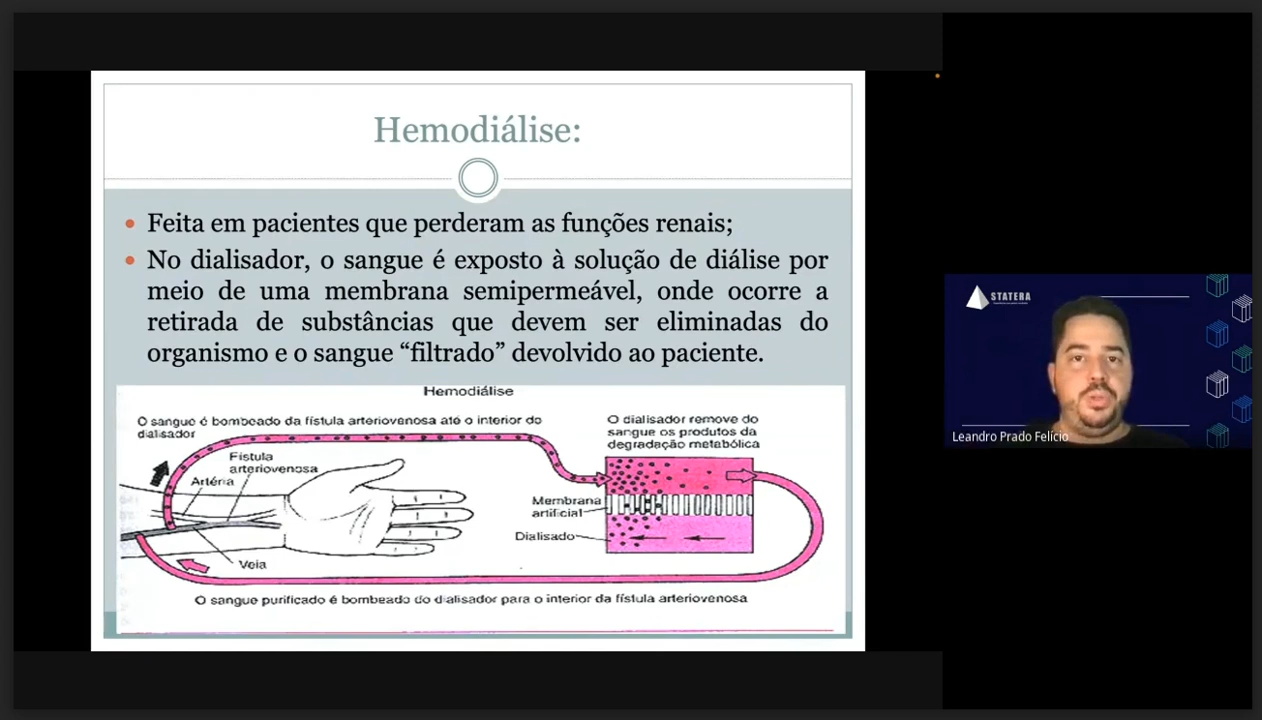 Hemodiálise:
• Feita em pacientes que perderam as funções renais;
• No dialisador, o sangue é exposto à solução de diálise por
meio de uma membrana semipermeável, onde ocorre a
retirada de substâncias que devem ser eliminadas do
organismo e o sangue “filtrado” devolvido ao paciente.
Hemodiálise
O sangue é bombeado da fístula arteriovenosa até o interior do
dialisador
O dialisador remove do
sangue os produtos da
degradação metabólica
Fístula
arteriovenosa
Artéria
Membrana
artificial
Dialisado
Veia
O sangue purificado é bombeado do dialisador para o interior da fístula arteriovenosa
STATERA
Leandro Prado Felício